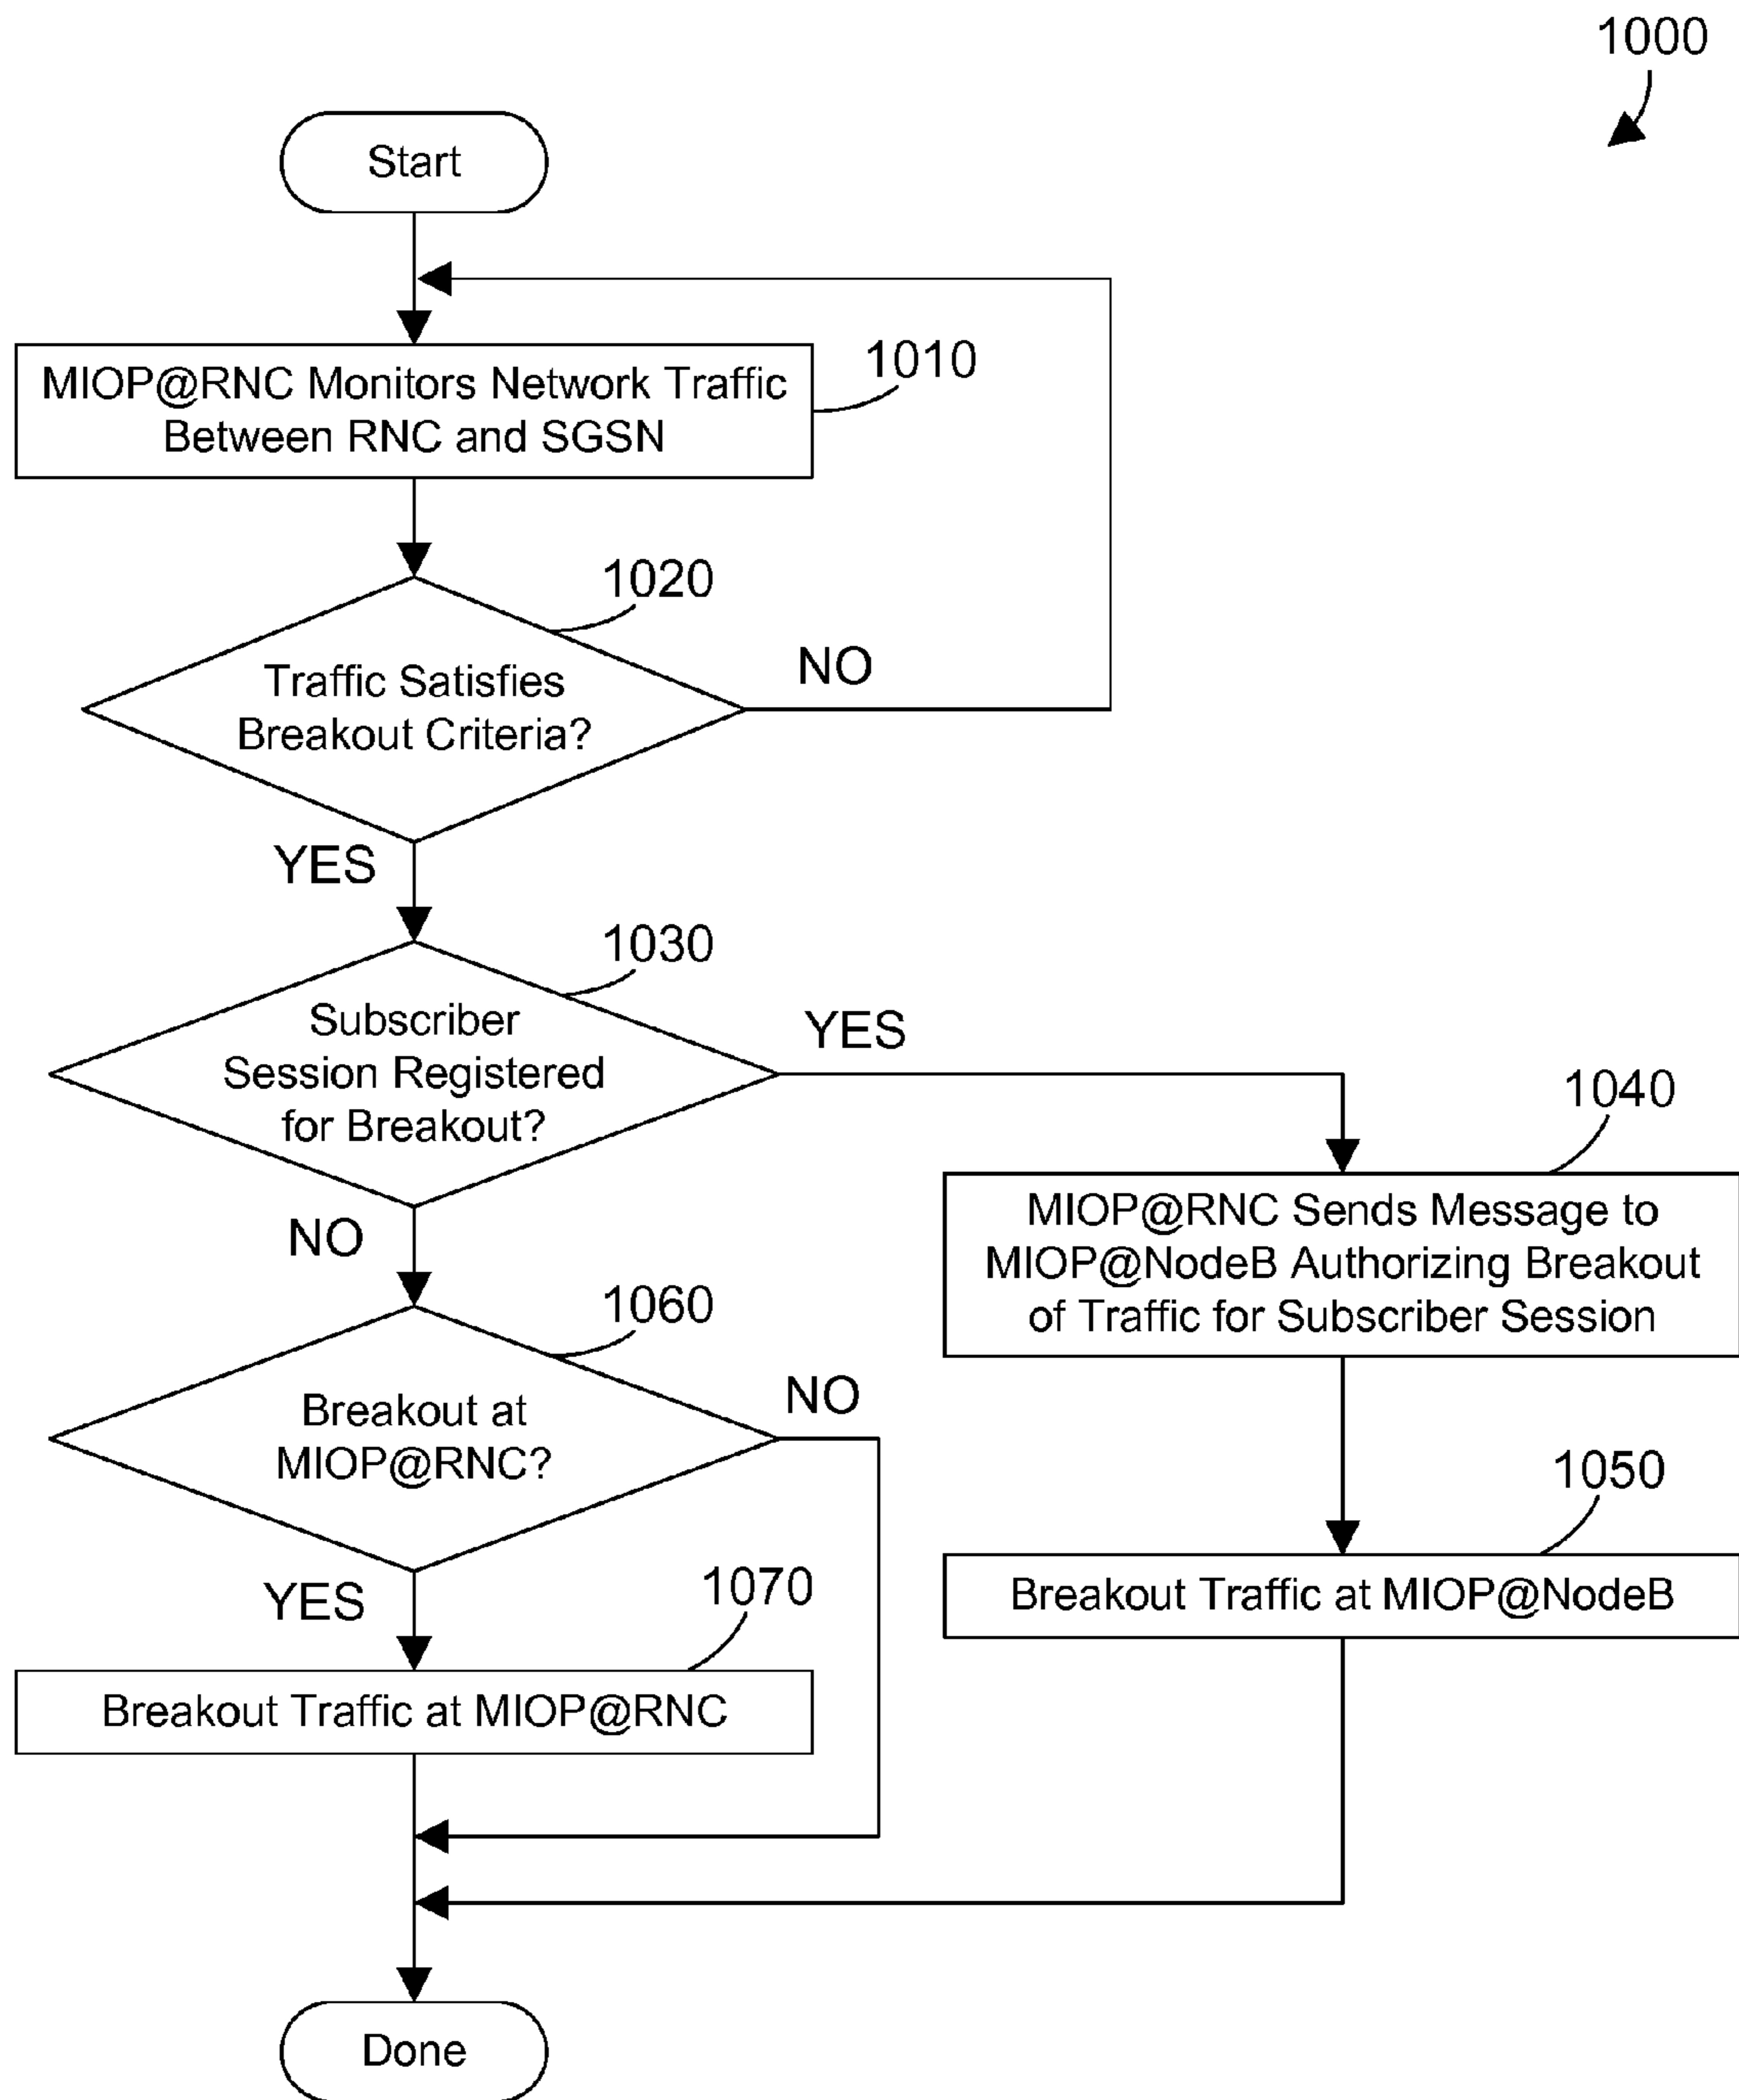 1000
Start
MIOP@RNC Monitors Network Traffic
Between RNC and SGSN
1010
1020
Traffic Satisfies
Breakout Criteria?
NO
YES
1030
Subscriber
Session Registered
for Breakout?
YES
NO
1040
MIOP@RNC Sends Message to
MIOP@NodeB Authorizing Breakout
of Traffic for Subscriber Session
1060
Breakout at
MIOP@RNC?
NO
YES
1050
Breakout Traffic at MIOP@NodeB
1070
Breakout Traffic at MIOP@RNC
Done